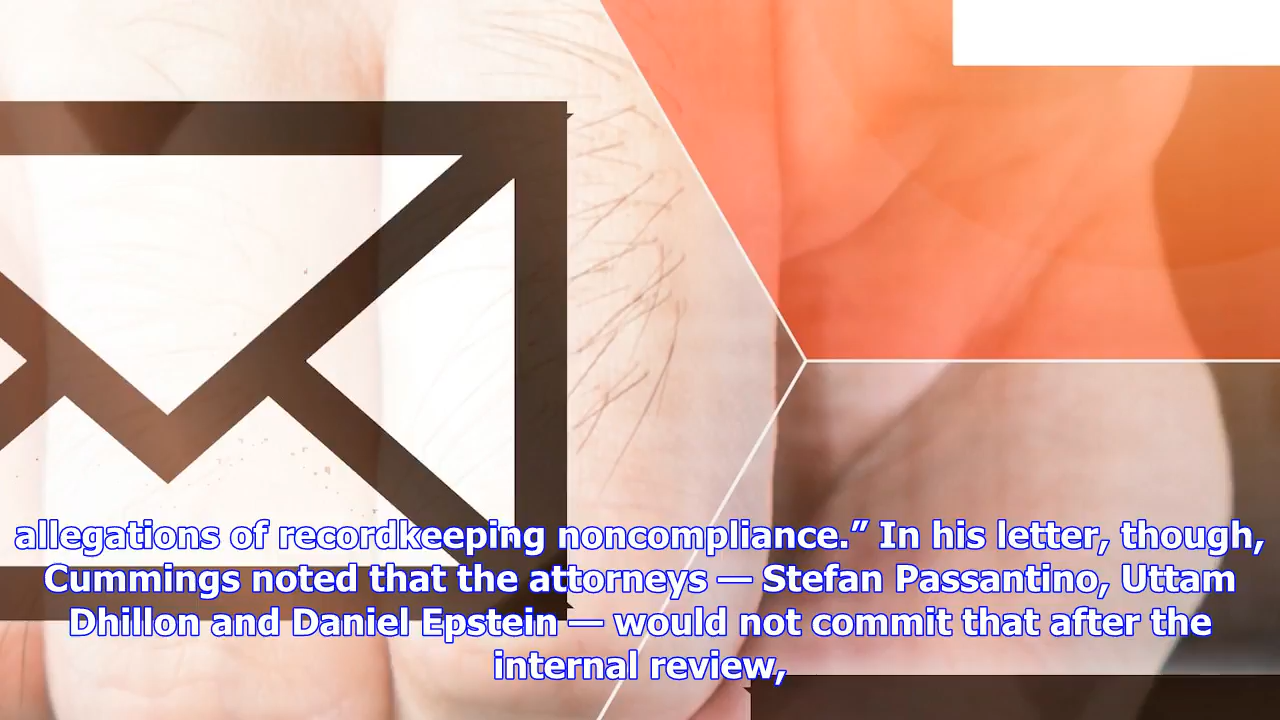 allegations of recordkeeping noncompliance.” In his letter, though,
Cummings noted that the attorneys — Stefan Passantino, Uttam
Dhillon and Daniel Epstein — would not commit that after the
internal review,